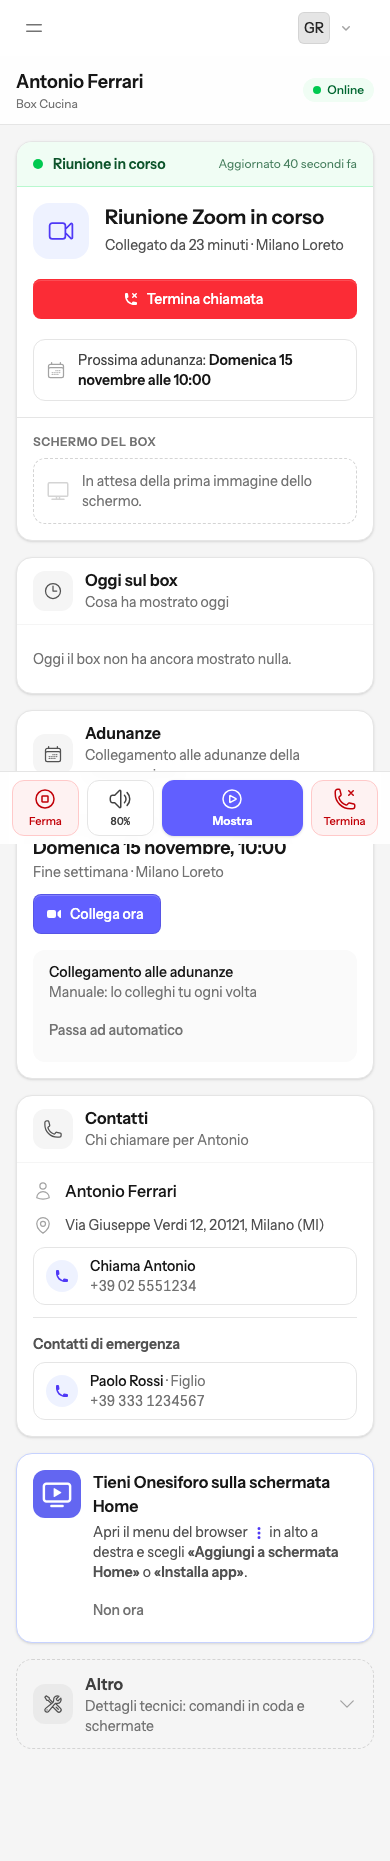 GR
Antonio Ferrari
Box Cucina
Online
Riunione in corso
Aggiornato 40 secondi fa
Riunione Zoom in corso
Collegato da 23 minuti · Milano Loreto
Termina chiamata
Prossima adunanza: Domenica 15
novembre alle 10:00
SCHERMO DEL BOX
In attesa della prima immagine dello
schermo.
Oggi sul box
Cosa ha mostrato oggi
Oggi il box non ha ancora mostrato nulla.
Adunanze
Collegamento alle adunanze della
Ferma
80%
Mostra
Termina
Domenica 15 novembre, 10:00
Fine settimana · Milano Loreto
Collega ora
Collegamento alle adunanze
Manuale: lo colleghi tu ogni volta
Passa ad automatico
Contatti
Chi chiamare per Antonio
Antonio Ferrari
Via Giuseppe Verdi 12, 20121, Milano (MI)
Chiama Antonio
+39 02 5551234
Contatti di emergenza
Paolo Rossi · Figlio
+39 333 1234567
Tieni Onesiforo sulla schermata
Home
Apri il menu del browser ⋮ in alto a
destra e scegli «Aggiungi a schermata
Home» o «Installa app».
Non ora
Altro
Dettagli tecnici: comandi in coda e
schermate